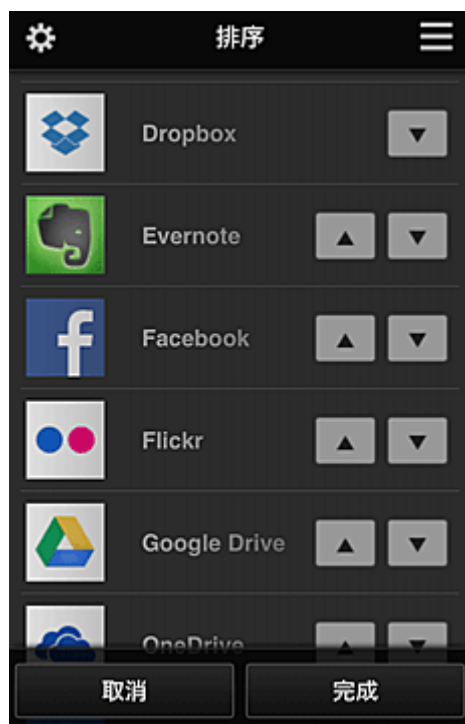 排序
Dropbox
Evernote
Facebook
Flickr
Google Drive
OneDrive
取消
完成